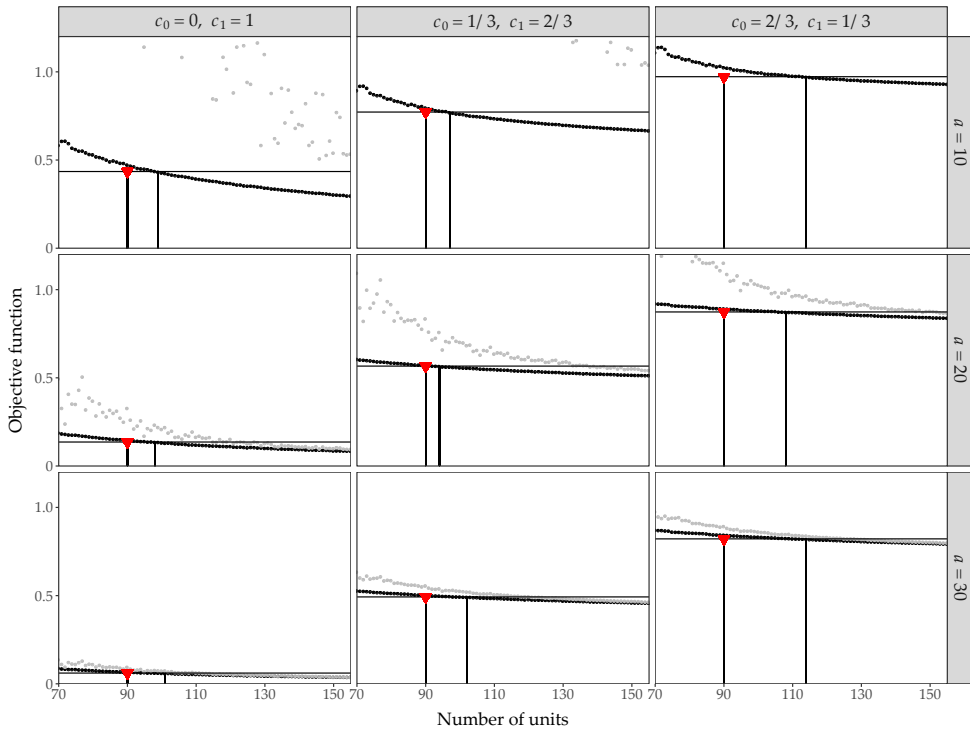 c₀ = 0, c₁ = 1
c₀ = 1/ 3, c₁ = 2/ 3
c₀ = 2/ 3, c₁ = 1/ 3
1.0
0.5
0
a = 10
1.0
0.5
0
a = 20
1.0
0.5
0
a = 30
Objective function
70 90 110 130 150
90 110 130 150
70 90 110 130 150
Number of units